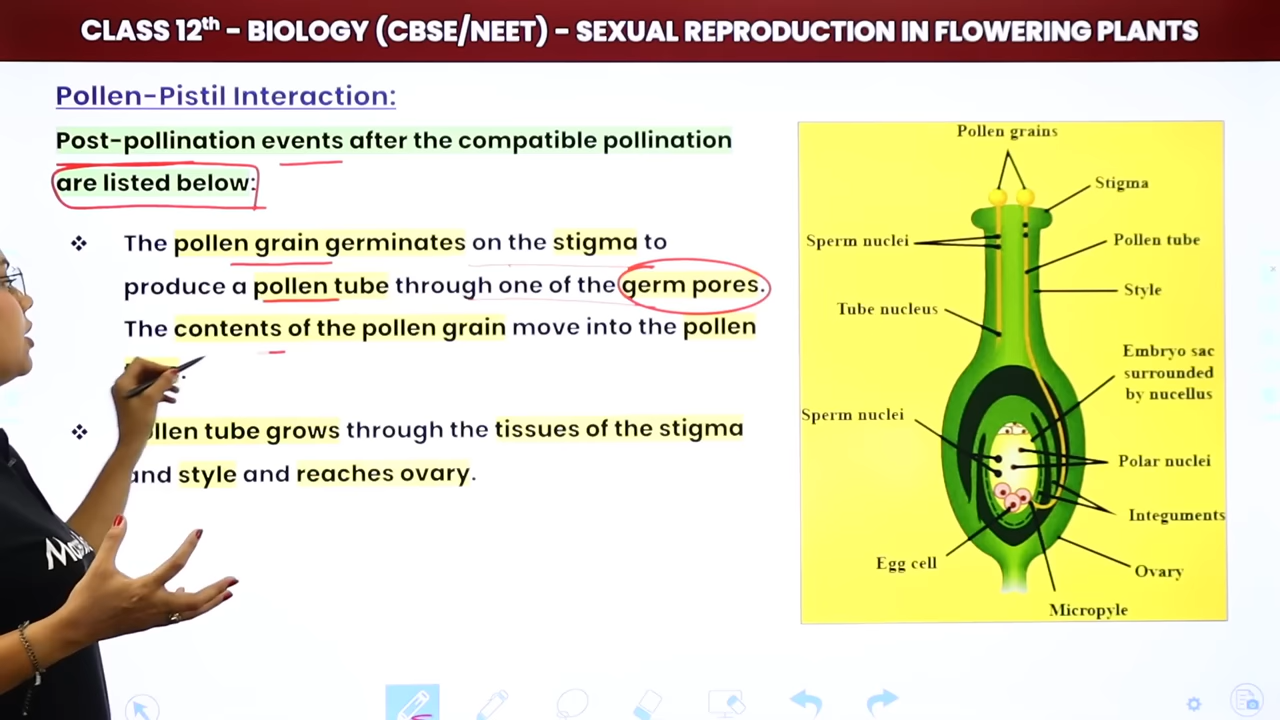 CLASS 12th - BIOLOGY (CBSE/NEET) - SEXUAL REPRODUCTION IN FLOWERING PLANTS
Pollen-Pistil Interaction:
Post-pollination events after the compatible pollination
are listed below:
❖ The pollen grain germinates on the stigma to
produce a pollen tube through one of the germ pores.
The contents of the pollen grain move into the pollen
❖ tube grows through the tissues of the stigma
and style and reaches ovary.
Pollen grains
Stigma
Sperm nuclei
Pollen tube
Style
Tube nucleus
Embryo sac
surrounded
by nucellus
Sperm nuclei
Polar nuclei
Integuments
Egg cell
Ovary
Micropyle